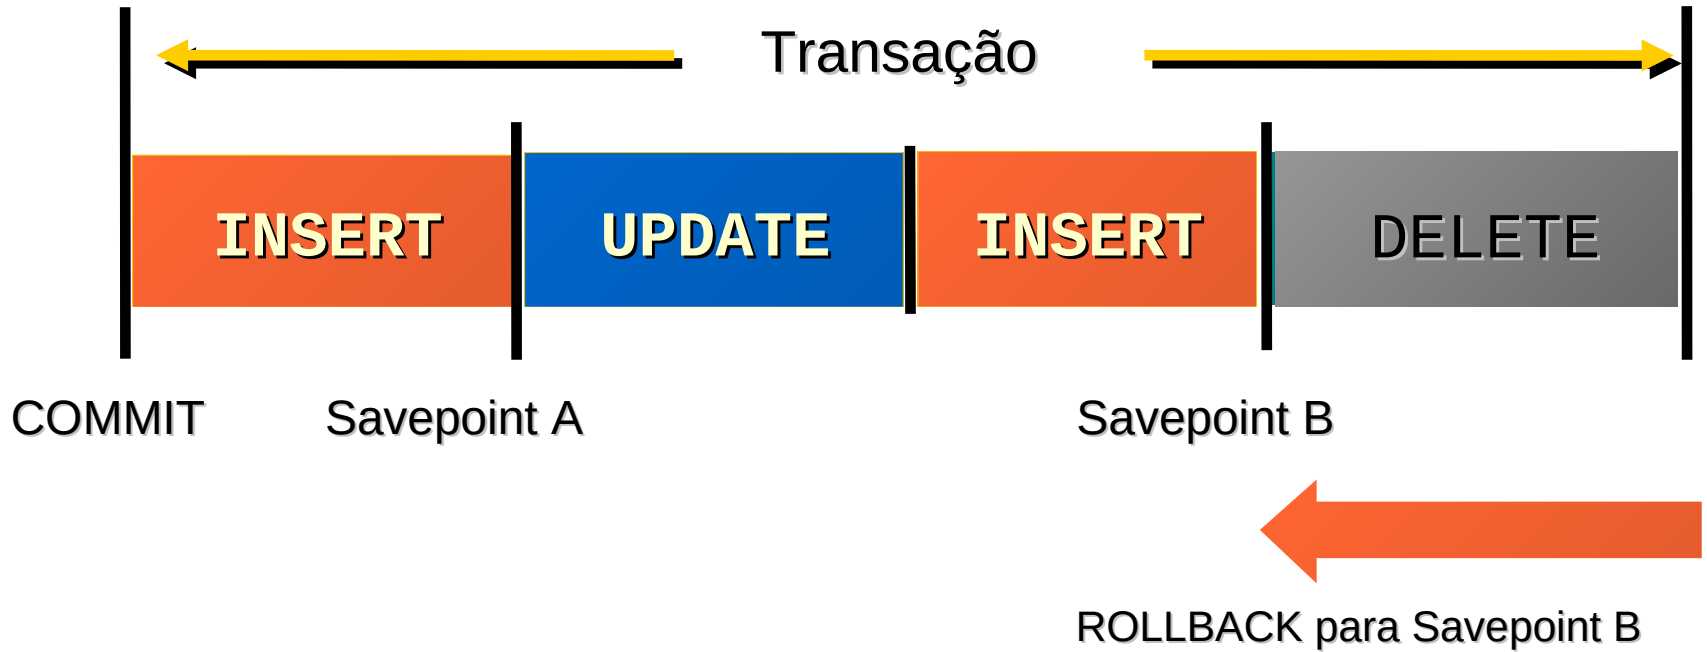 Transação
INSERT UPDATE INSERT DELETE
COMMIT Savepoint A Savepoint B
ROLLBACK para Savepoint B